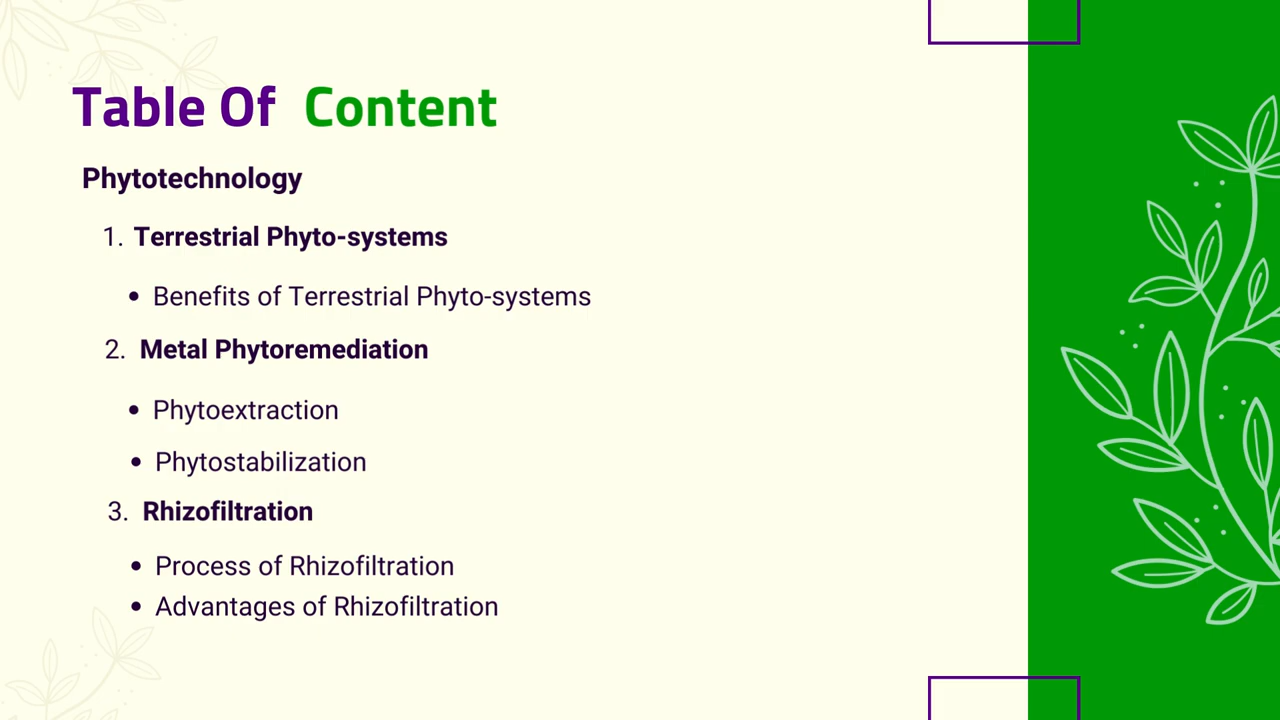 Table Of Content
Phytotechnology
1. Terrestrial Phyto-systems
• Benefits of Terrestrial Phyto-systems
2. Metal Phytoremediation
• Phytoextraction
• Phytostabilization
3. Rhizofiltration
• Process of Rhizofiltration
• Advantages of Rhizofiltration